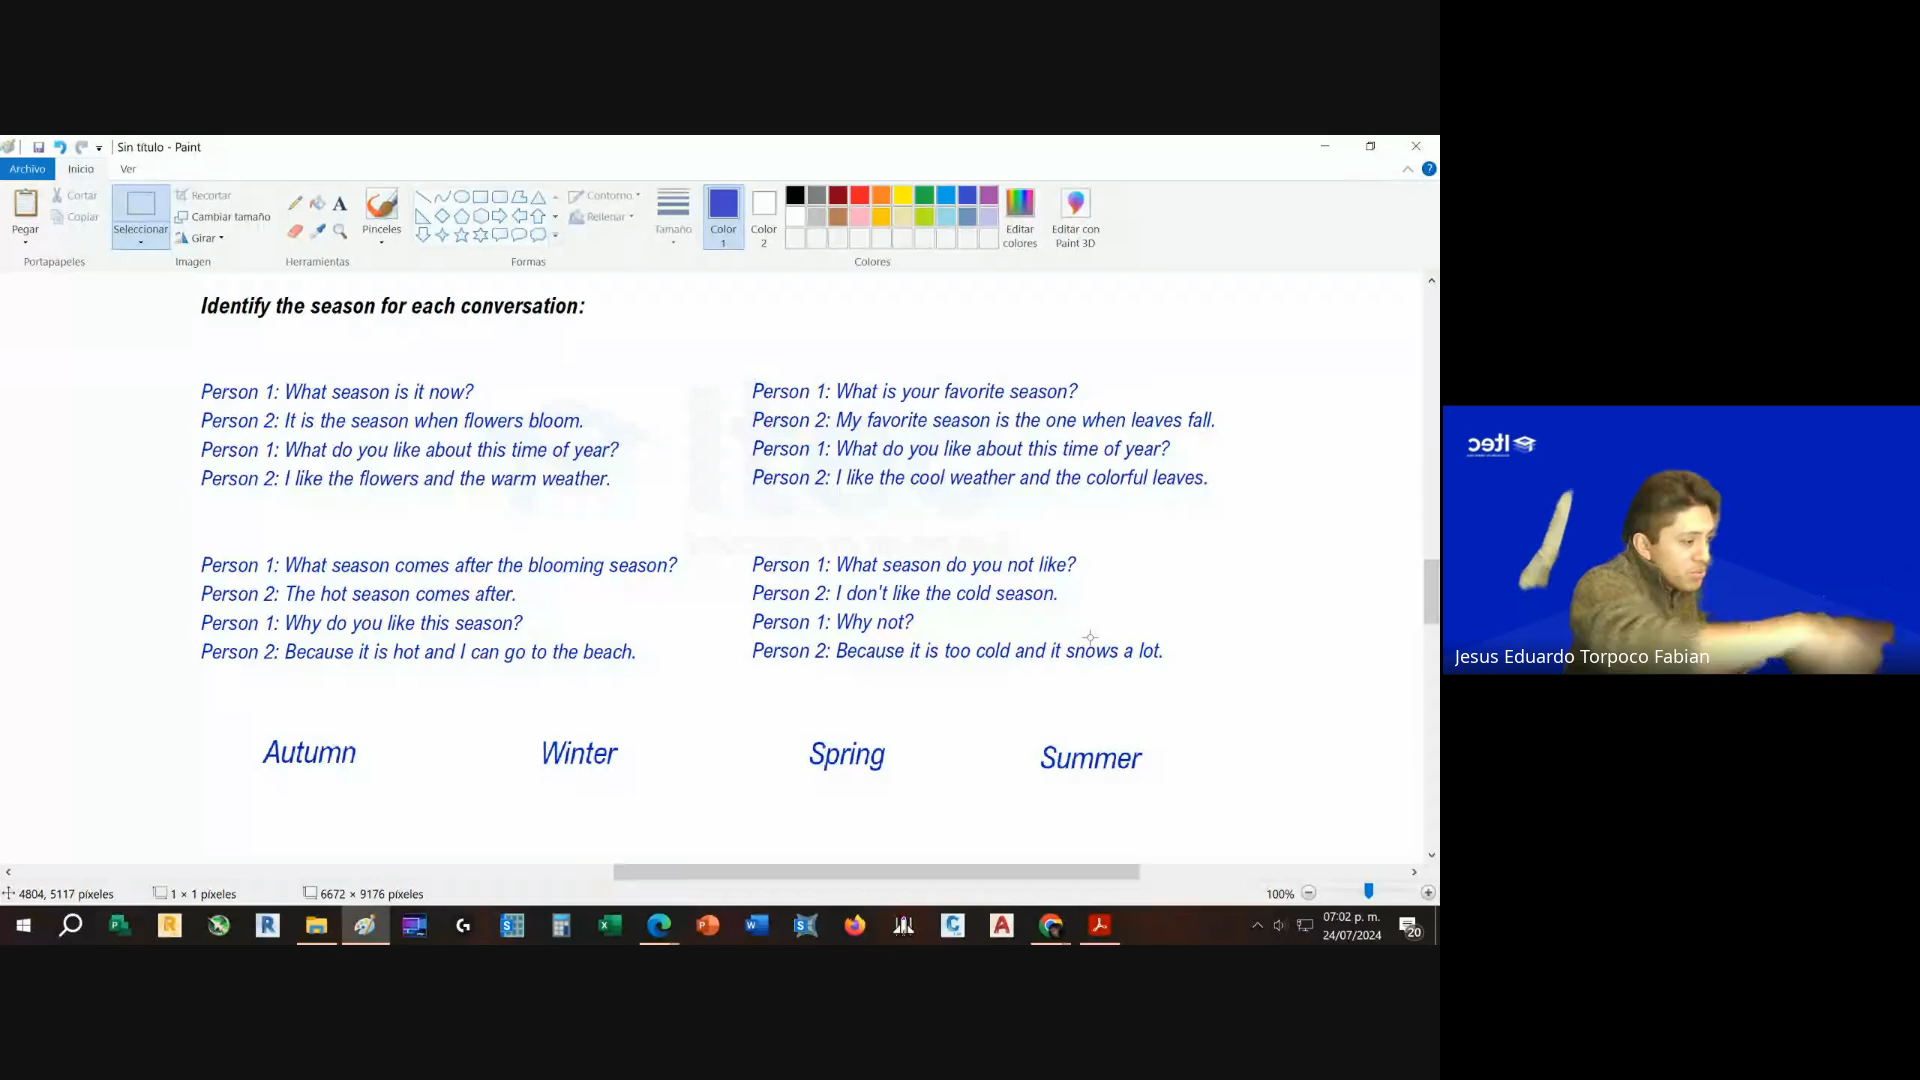 Sin título - Paint
Archivo Inicio Ver
Pegar
Cortar
Copiar
Portapapeles
Seleccionar
Recortar
Cambiar tamaño
Girar
Imagen
Herramientas
Pinceles
Formas
Contorno
Rellenar
Tamaño
Color 1
Color 2
Colores
Editar colores
Editar con Paint 3D
Identify the season for each conversation:
Person 1: What season is it now?
Person 2: It is the season when flowers bloom.
Person 1: What do you like about this time of year?
Person 2: I like the flowers and the warm weather.
Person 1: What is your favorite season?
Person 2: My favorite season is the one when leaves fall.
Person 1: What do you like about this time of year?
Person 2: I like the cool weather and the colorful leaves.
Person 1: What season comes after the blooming season?
Person 2: The hot season comes after.
Person 1: Why do you like this season?
Person 2: Because it is hot and I can go to the beach.
Person 1: What season do you not like?
Person 2: I don't like the cold season.
Person 1: Why not?
Person 2: Because it is too cold and it snows a lot.
Autumn Winter Spring Summer
4804, 5117 píxeles 1 × 1 píxeles 6672 × 9176 píxeles 100%
07:02 p. m.
24/07/2024
20
Itec
Jesus Eduardo Torpoco Fabian